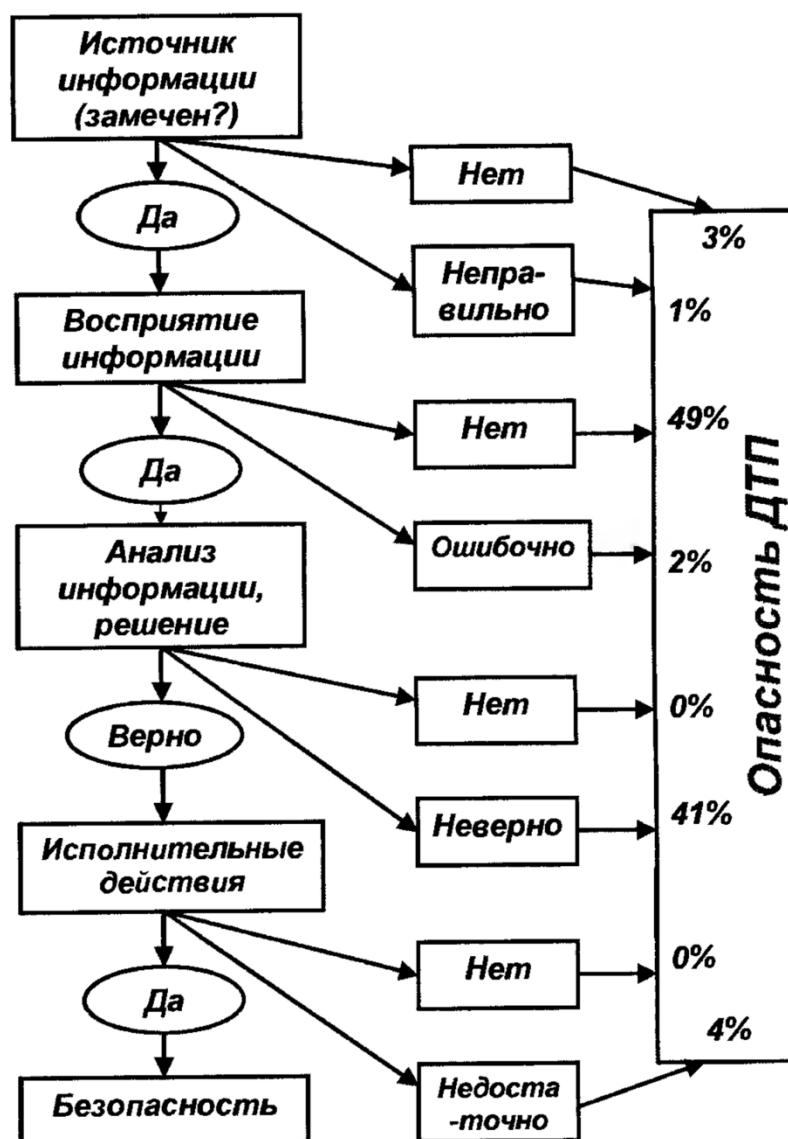 Источник
информации
(замечен?)
Нет
3%
Да
Непра-
вильно
1%
Восприятие
информации
Нет
49%
Да
Ошибочно
2%
Анализ
информации,
решение
Нет
0%
Верно
Неверно
41%
Исполнительные
действия
Нет
0%
Да
4%
Недоста
-точно
Безопасность
Опасность ДТП